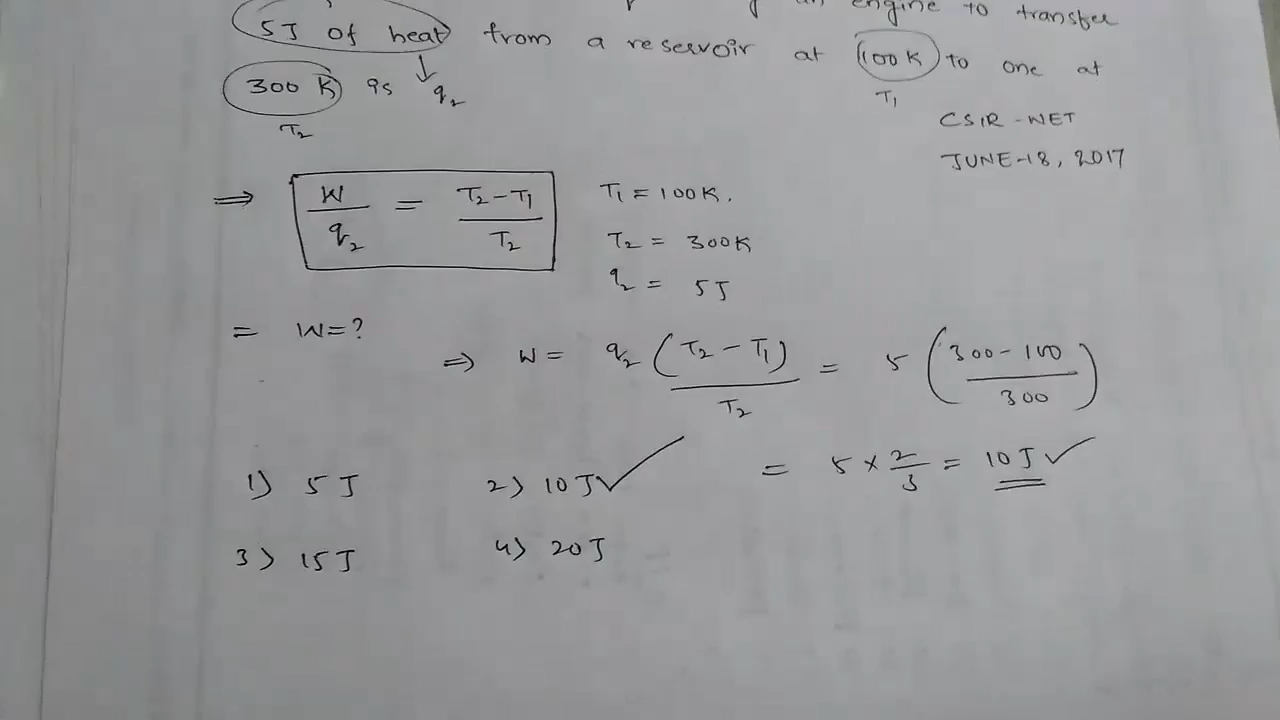 an engine to transfer
5J of heat from a reservoir at 100K to one at
300 K is q₂ T₁
T₂
CSIR - NET
JUNE-18, 2017
⇒ W/q₂ = (T₂ - T₁)/T₂
T₁ = 100K.
T₂ = 300K
q₂ = 5J
= W = ?
⇒ W = q₂ (T₂ - T₁)/T₂ = 5 ((300 - 100)/300)
= 5 × 2/3 = 10J ✓
1) 5J 2) 10J ✓
3) 15J 4) 20J